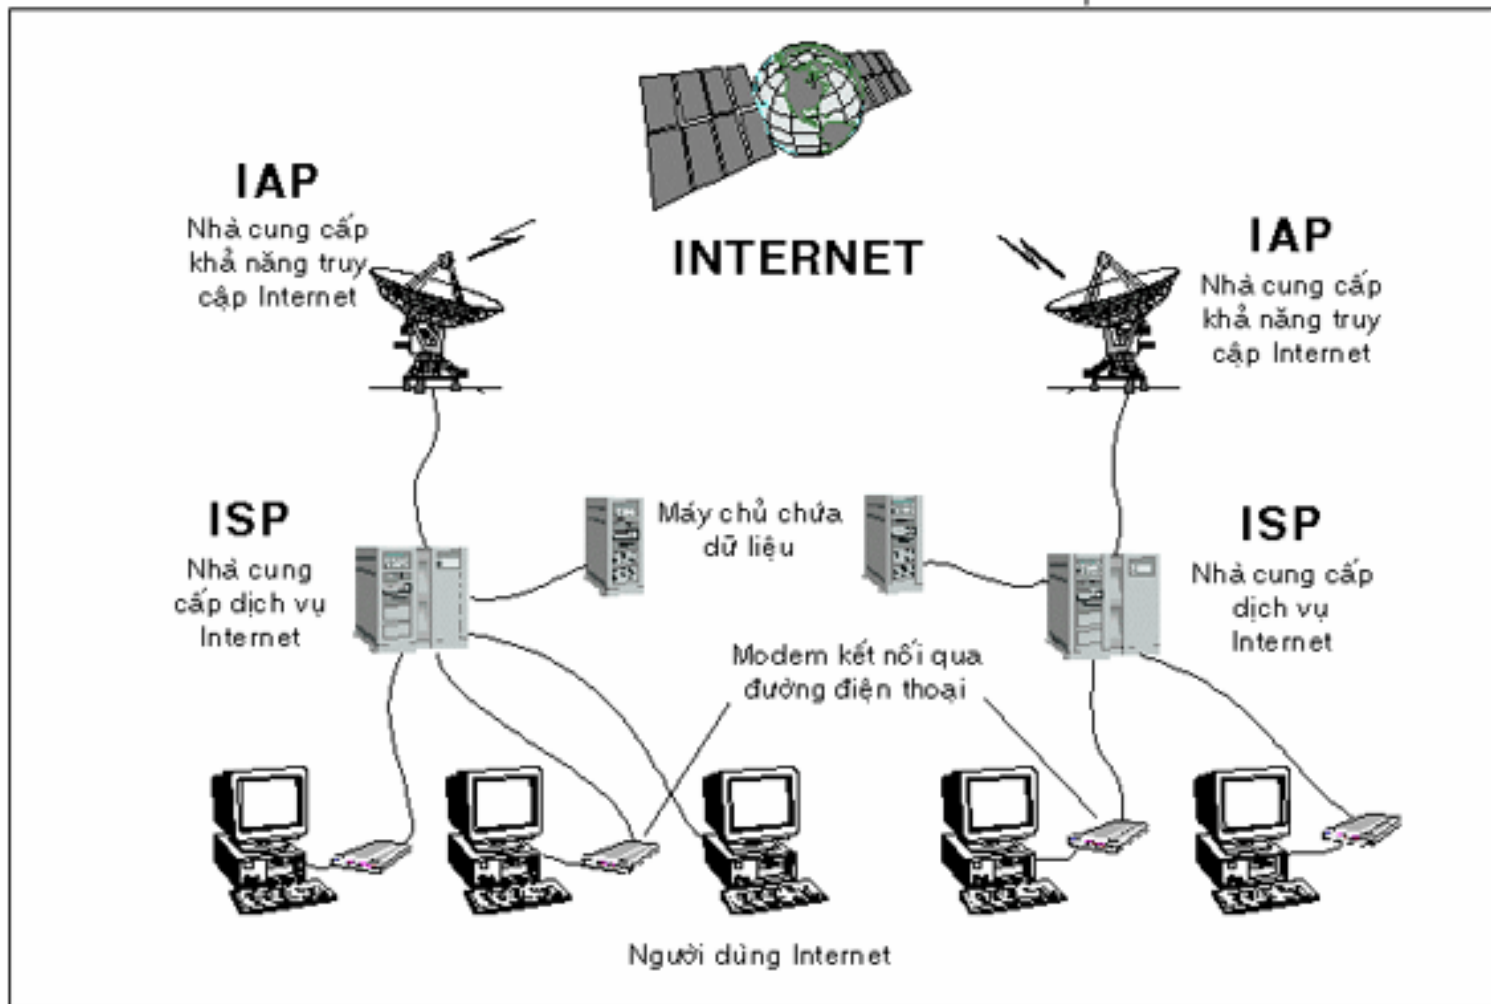 IAP
Nhà cung cấp
khả năng truy
cập Internet
INTERNET
IAP
Nhà cung cấp
khả năng truy
cập Internet
ISP
Nhà cung
cấp dịch vụ
Internet
Máy chủ chứa
dữ liệu
ISP
Nhà cung cấp
dịch vụ
Internet
Modem kết nối qua
đường điện thoại
Người dùng Internet